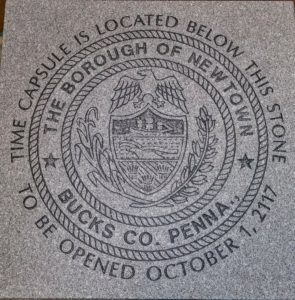 TIME CAPSULE IS LOCATED BELOW THIS STONE
THE BOROUGH OF NEWTOWN
BUCKS CO. PENNA.,
TO BE OPENED OCTOBER 1, 2117